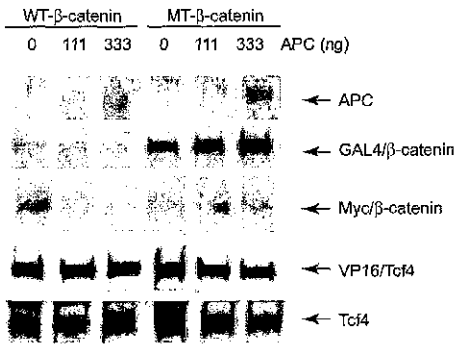 WT-β-catenin MT-β-catenin
0 111 333 0 111 333 APC (ng)
APC
GAL4/β-catenin
Myc/β-catenin
VP16/Tcf4
Tcf4